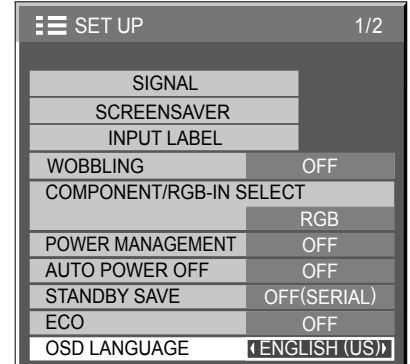 SET UP 1/2
SIGNAL
SCREENSAVER
INPUT LABEL
WOBBLING OFF
COMPONENT/RGB-IN SELECT
RGB
POWER MANAGEMENT OFF
AUTO POWER OFF OFF
STANDBY SAVE OFF(SERIAL)
ECO OFF
OSD LANGUAGE ENGLISH (US)